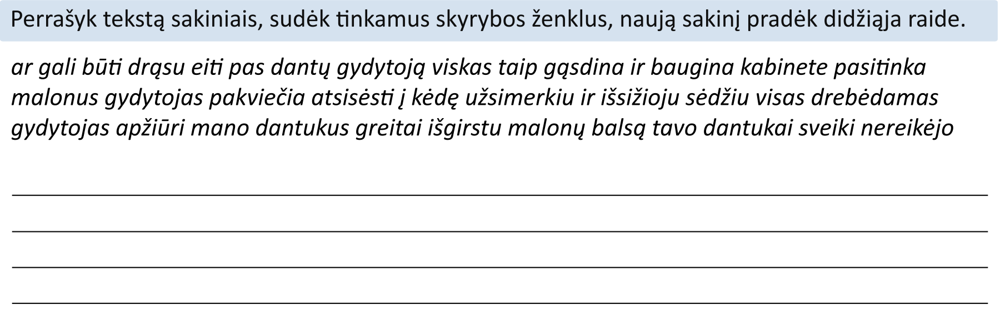 Perrašyk tekstą sakiniais, sudėk tinkamus skyrybos ženklus, naują sakinį pradėk didžiąja raide.
ar gali būti drąsu eiti pas dantų gydytoją viskas taip gąsdina ir baugina kabinete pasitinka
malonus gydytojas pakviečia atsisėsti į kėdę užsimerkiu ir išsižioju sėdžiu visas drebėdamas
gydytojas apžiūri mano dantukus greitai išgirstu malonų balsą tavo dantukai sveiki nereikėjo